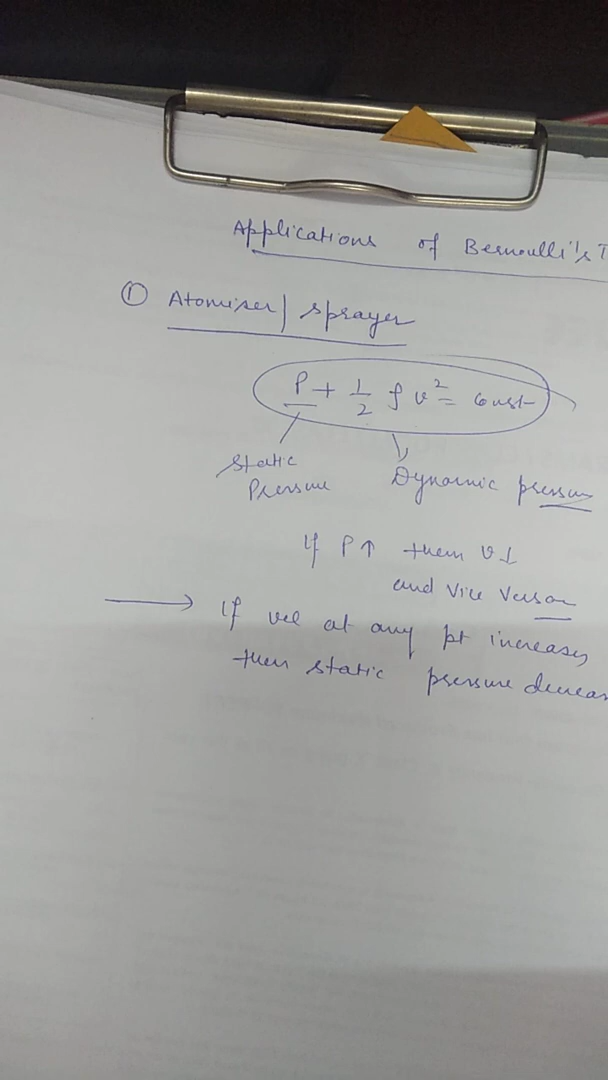 Applications of Bernoulli's T
① Atomiser/ Sprayer
P + 1/2 ρ v² = const
Static Pressure
Dynamic pressure
If P↑ then v↓
and vice versa
→ If vel at any pt increases
then static pressure decreas